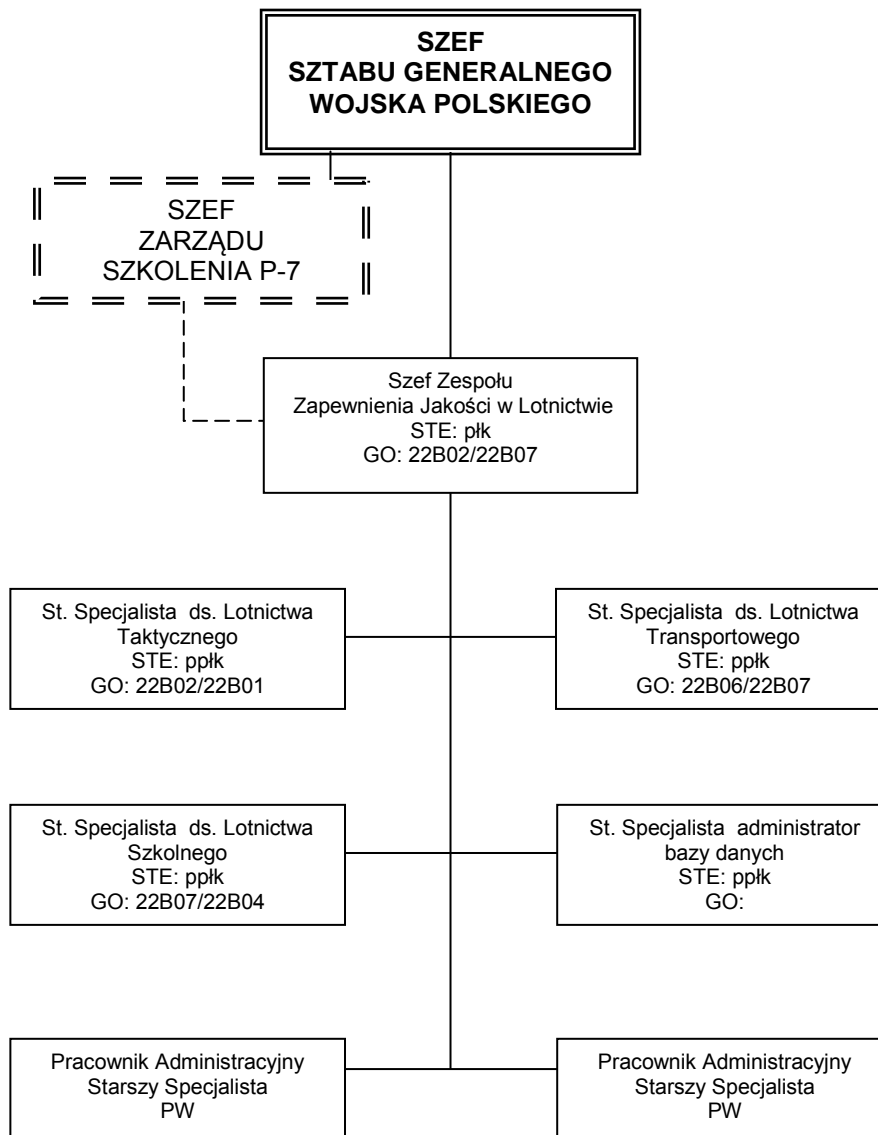 SZEF
SZTABU GENERALNEGO
WOJSKA POLSKIEGO
SZEF
ZARZĄDU
SZKOLENIA P-7
Szef Zespołu
Zapewnienia Jakości w Lotnictwie
STE: płk
GO: 22B02/22B07
St. Specjalista ds. Lotnictwa
Taktycznego
STE: ppłk
GO: 22B02/22B01
St. Specjalista ds. Lotnictwa
Transportowego
STE: ppłk
GO: 22B06/22B07
St. Specjalista ds. Lotnictwa
Szkolnego
STE: ppłk
GO: 22B07/22B04
St. Specjalista administrator
bazy danych
STE: ppłk
GO:
Pracownik Administracyjny
Starszy Specjalista
PW
Pracownik Administracyjny
Starszy Specjalista
PW